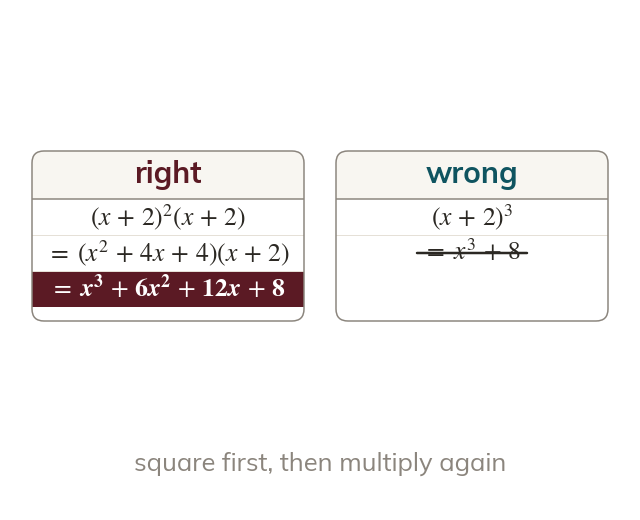 right
(x + 2)²(x + 2)
= (x² + 4x + 4)(x + 2)
= x³ + 6x² + 12x + 8
wrong
(x + 2)³
= x³ + 8
square first, then multiply again